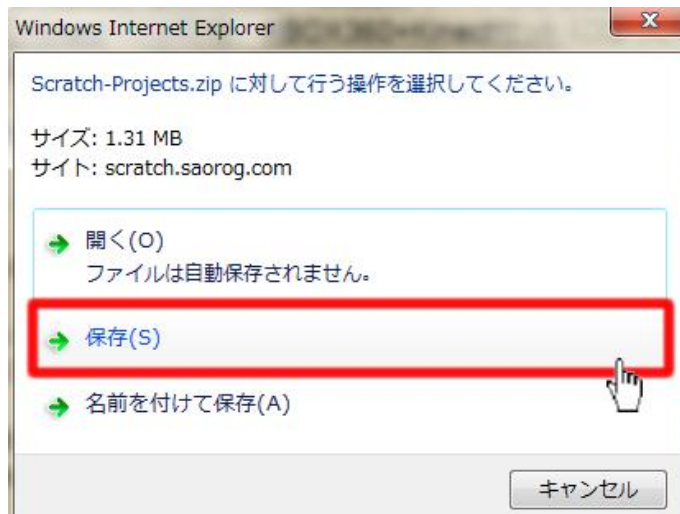 Windows Internet Explorer
Scratch-Projects.zip に対して行う操作を選択してください。
サイズ: 1.31 MB
サイト: scratch.saorog.com
開く(O)
ファイルは自動保存されません。
保存(S)
名前を付けて保存(A)
キャンセル